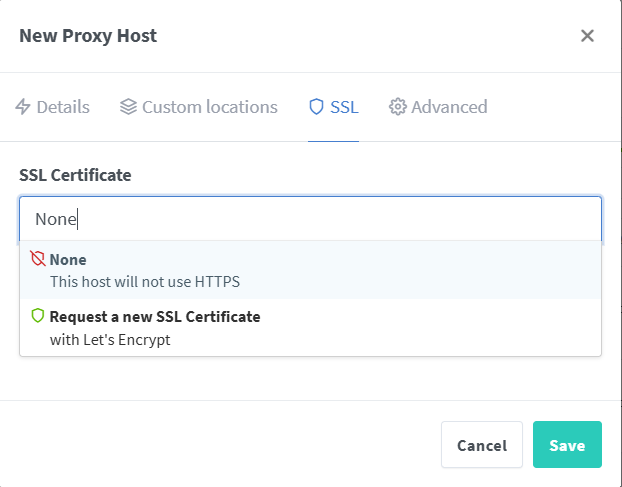 New Proxy Host
Details Custom locations SSL Advanced
SSL Certificate
None
None
This host will not use HTTPS
Request a new SSL Certificate
with Let's Encrypt
Cancel Save